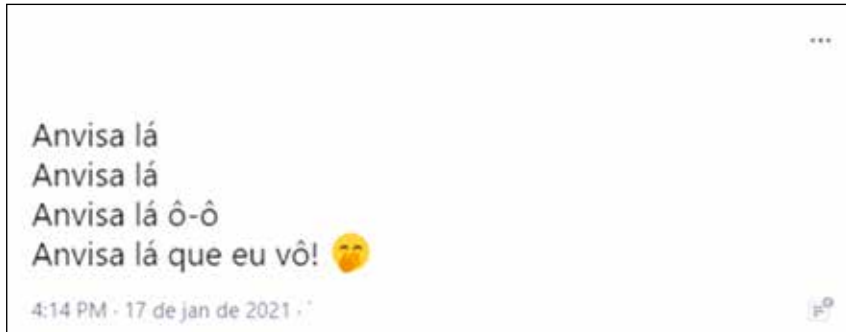 Anvisa lá
Anvisa lá
Anvisa lá ô-ô
Anvisa lá que eu vô! 🤭
4:14 PM · 17 de jan de 2021 ·